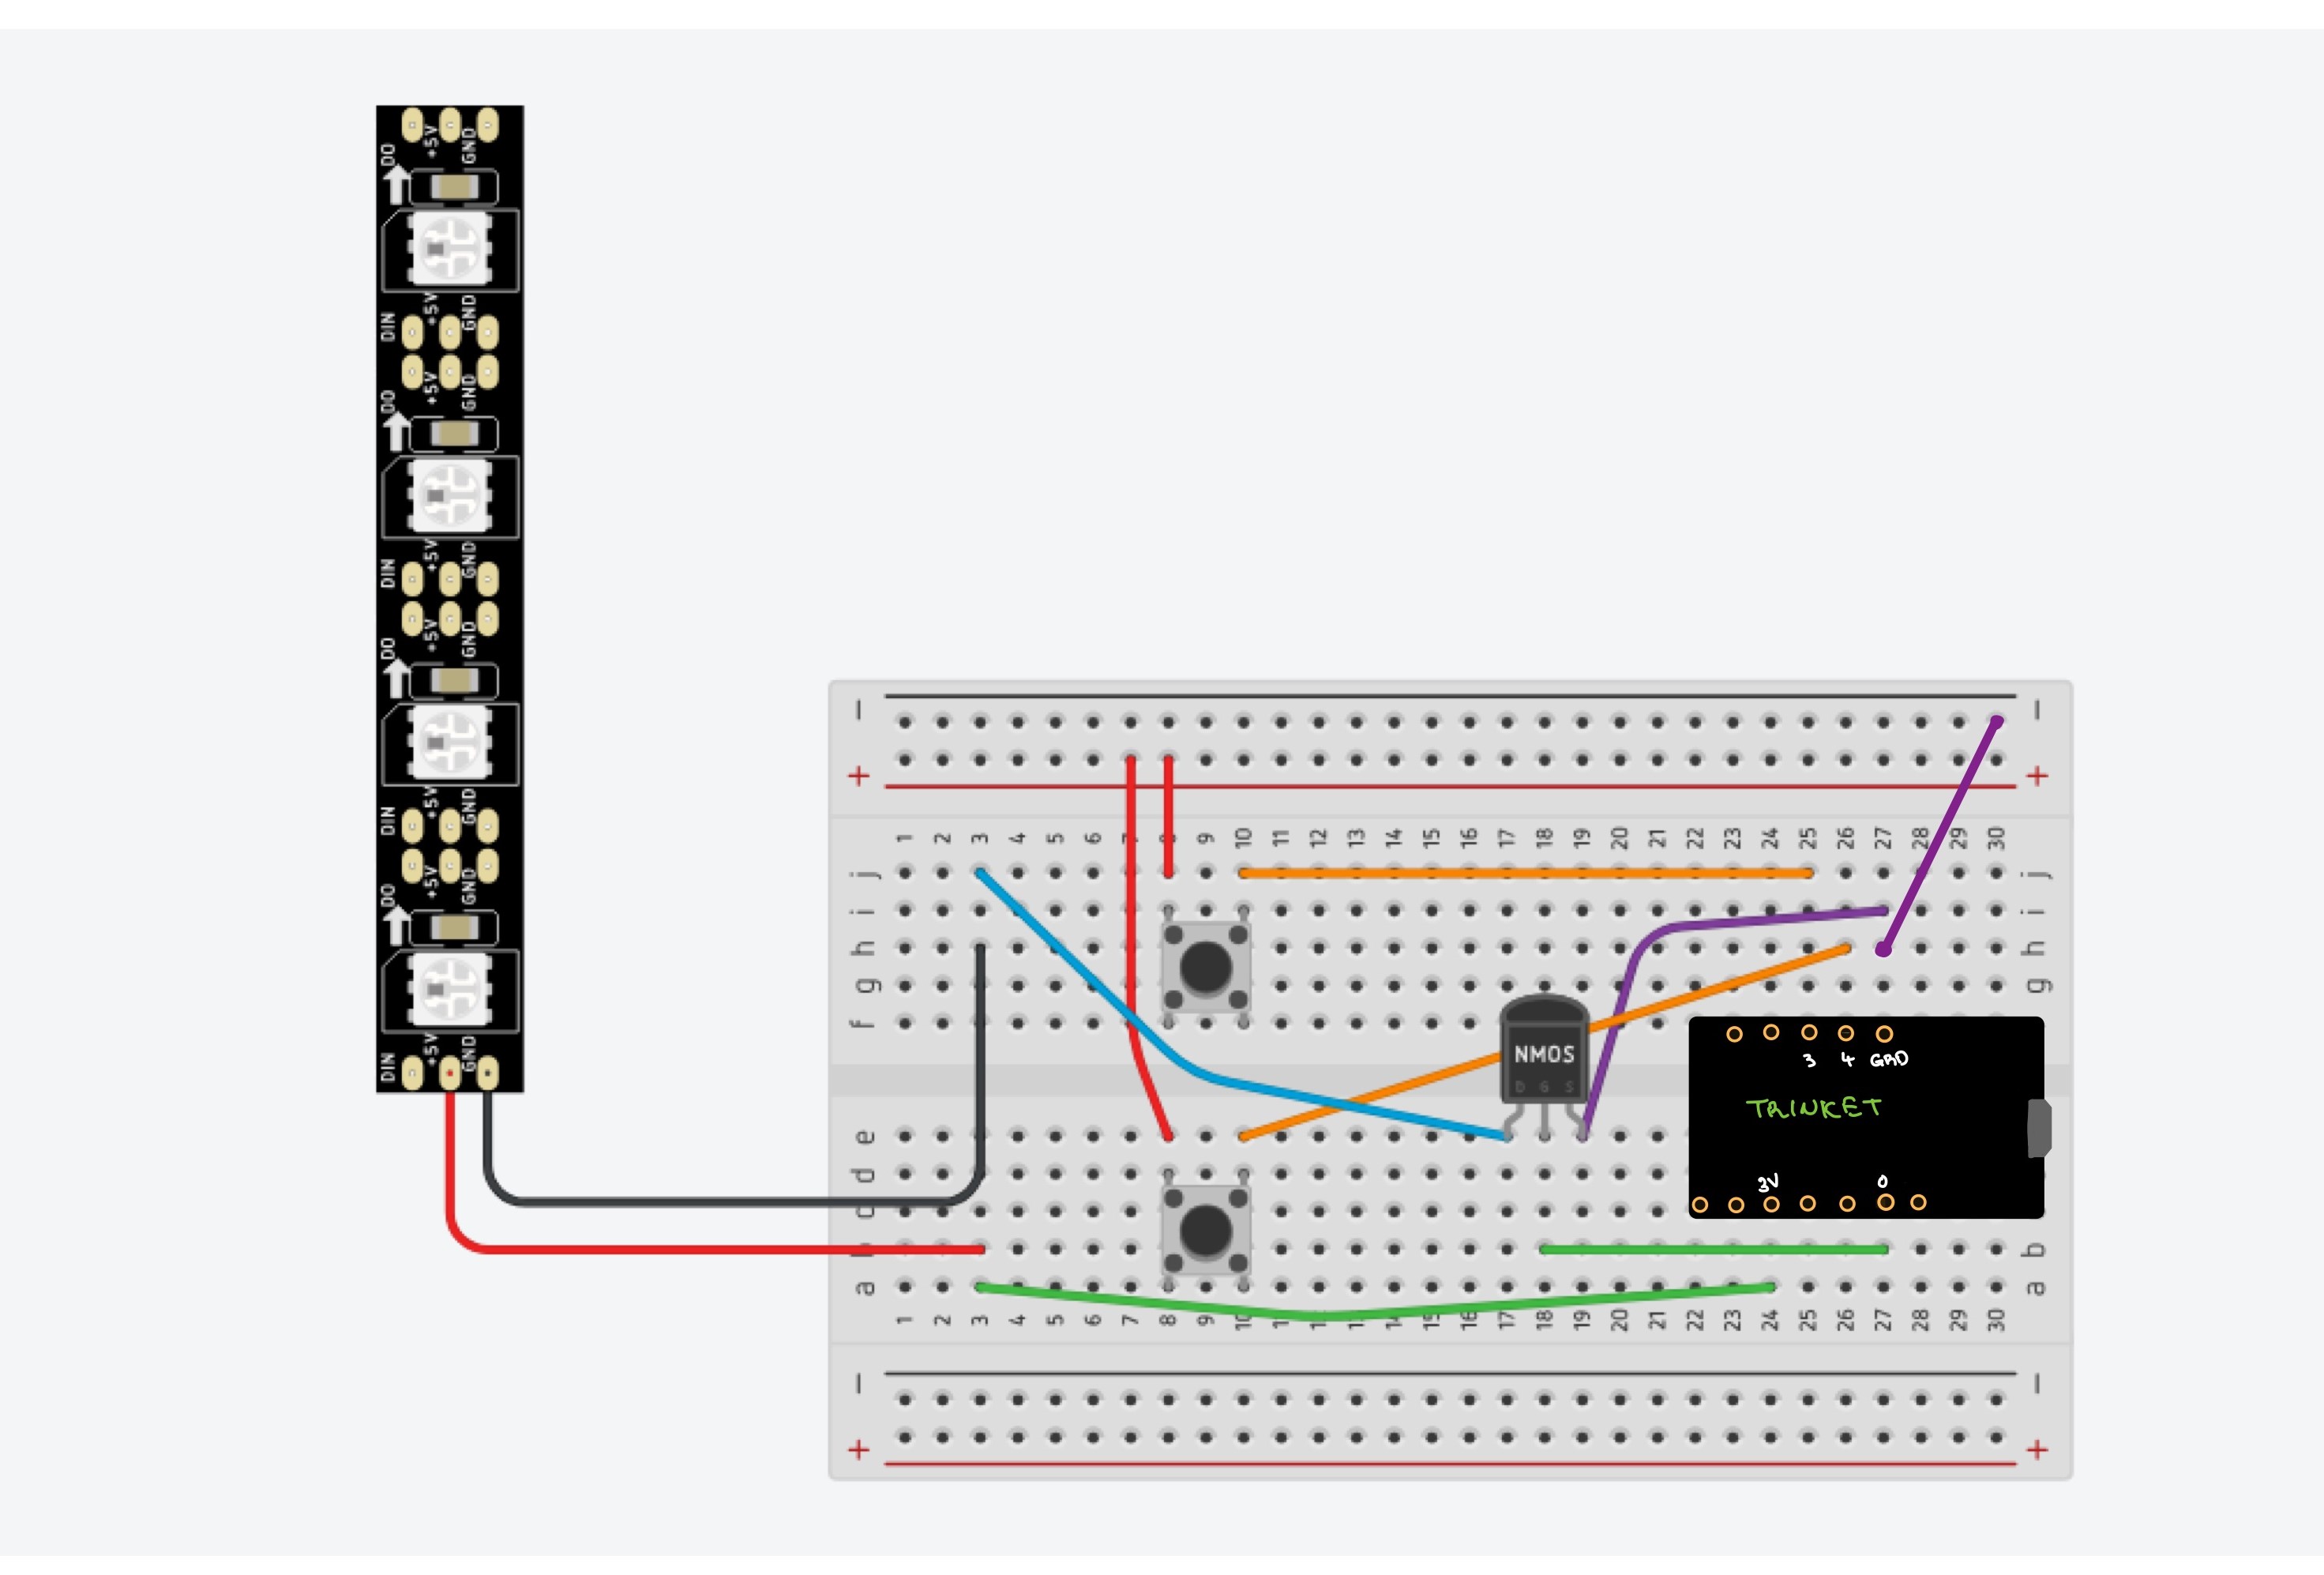 DO +5V GND
DIN +5V GND
DO +5V GND
DIN +5V GND
DO +5V GND
DIN +5V GND
DO +5V GND
DIN +5V GND
− −
+ +
1 2 3 4 5 6 7 8 9 10 11 12 13 14 15 16 17 18 19 20 21 22 23 24 25 26 27 28 29 30
j j
i i
h h
g g
f
NMOS
D G S
3 4 GRD
TRINKET
3V 0
e
d
c
b b
a a
1 2 3 4 5 6 7 8 9 10 11 12 13 14 15 16 17 18 19 20 21 22 23 24 25 26 27 28 29 30
− −
+ +